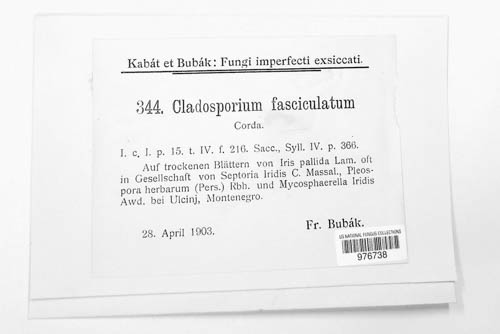 Kabát et Bubák: Fungi imperfecti exsiccati.
344. Cladosporium fasciculatum
Corda.
I. c. I. p. 15. t. IV. f. 216. Sacc., Syll. IV. p. 366.
Auf trockenen Blättern von Iris pallida Lam. oft
in Gesellschaft von Septoria Iridis C. Massal., Pleos-
pora herbarum (Pers.) Rbh. und Mycosphaerella Iridis
Awd. bei Ulcinj, Montenegro.
28. April 1903.
Fr. Bubák.
US NATIONAL FUNGUS COLLECTIONS
976738